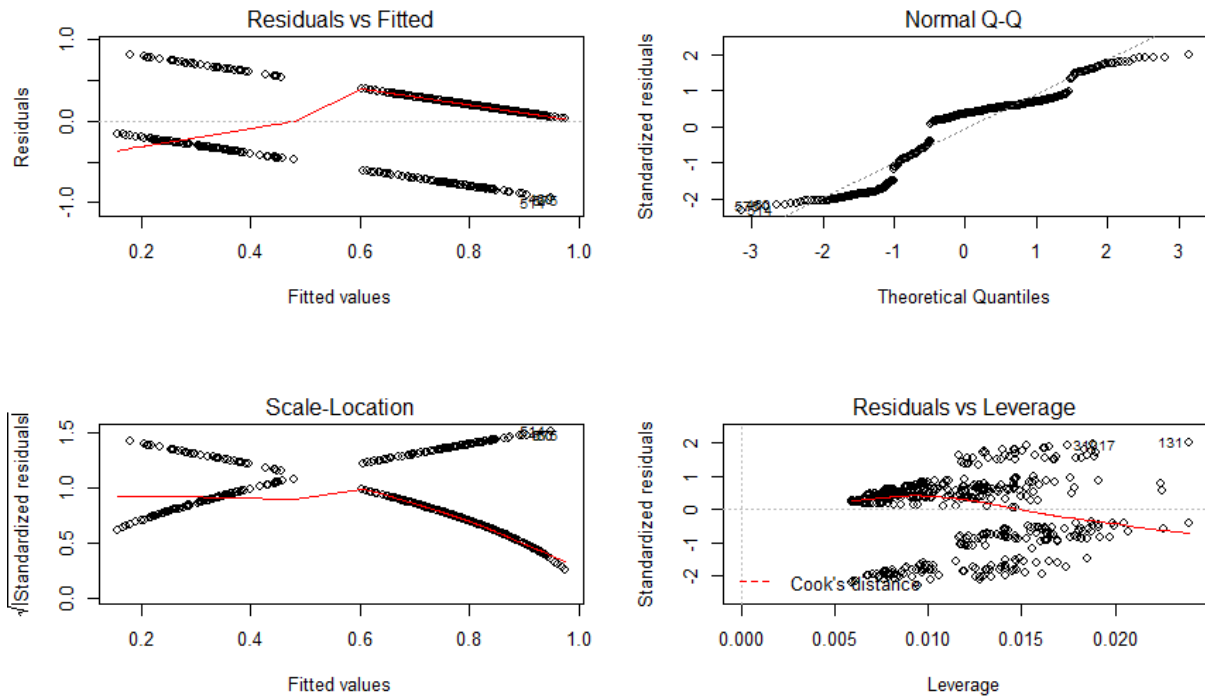 Residuals vs Fitted
Residuals
1.0
0.0
-1.0
0.2 0.4 0.6 0.8 1.0
Fitted values
Normal Q-Q
Standardized residuals
2
1
0
-1
-2
514
-3 -2 -1 0 1 2 3
Theoretical Quantiles
Scale-Location
√|Standardized residuals|
1.5
1.0
0.5
0.0
0.2 0.4 0.6 0.8 1.0
Fitted values
Residuals vs Leverage
Standardized residuals
2
1
0
-1
-2
131
Cook's distance
0.000 0.005 0.010 0.015 0.020
Leverage